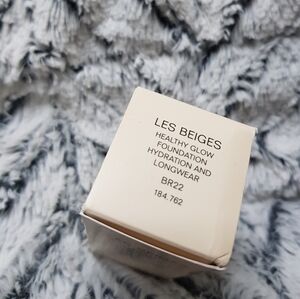 LES BEIGES
HEALTHY GLOW
FOUNDATION
HYDRATION AND
LONGWEAR
BR22
184.762